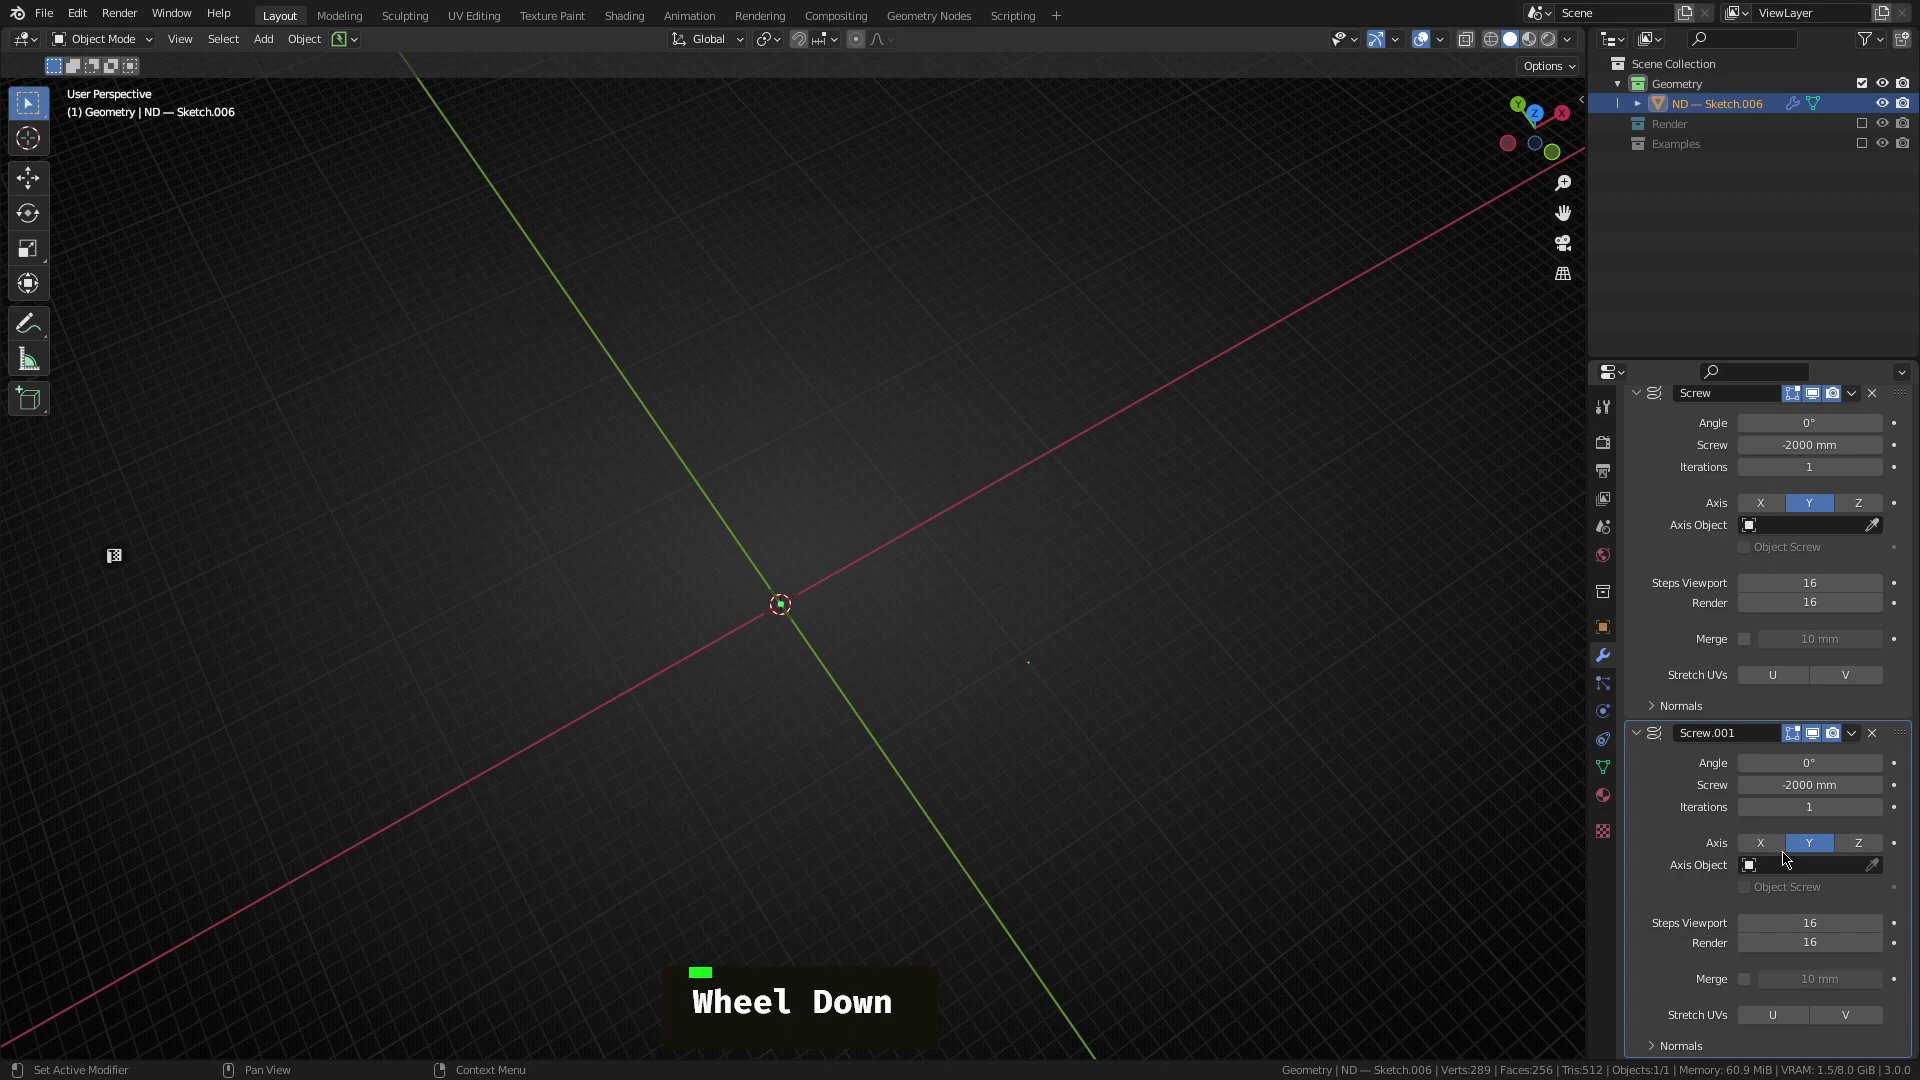 File Edit Render Window Help Layout Modeling Sculpting UV Editing Texture Paint Shading Animation Rendering Compositing Geometry Nodes Scripting + Scene ViewLayer
Object Mode View Select Add Object Global
Options
User Perspective
(1) Geometry | ND — Sketch.006
Y Z X
Scene Collection
Geometry
ND — Sketch.006
Render
Examples
Screw
Angle 0°
Screw -2000 mm
Iterations 1
Axis X Y Z
Axis Object
Object Screw
Steps Viewport 16
Render 16
Merge 10 mm
Stretch UVs U V
Normals
Screw.001
Angle 0°
Screw -2000 mm
Iterations 1
Axis X Y Z
Axis Object
Object Screw
Steps Viewport 16
Render 16
Merge 10 mm
Stretch UVs U V
Normals
Wheel Down
Set Active Modifier Pan View Context Menu Geometry | ND — Sketch.006 | Verts:289 | Faces:256 | Tris:512 | Objects:1/1 | Memory: 60.9 MiB | VRAM: 1.5/8.0 GiB | 3.0.0